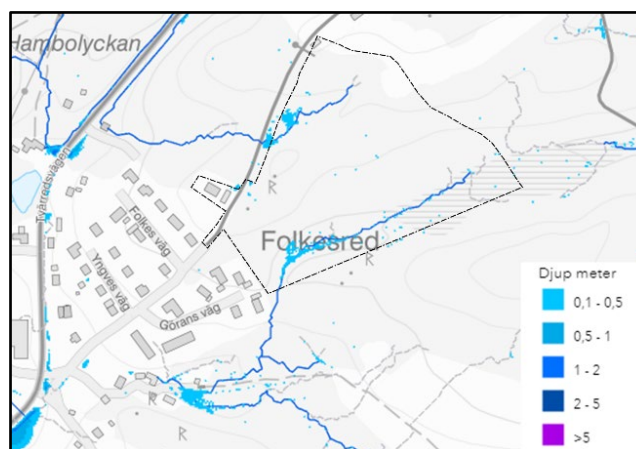 Hambolyckan
Tvärredsvägen
Folkes väg
Yngves väg
Görans väg
Folkesred
R
R
R
R
R
Djup meter
0,1 - 0,5
0,5 - 1
1 - 2
2 - 5
>5